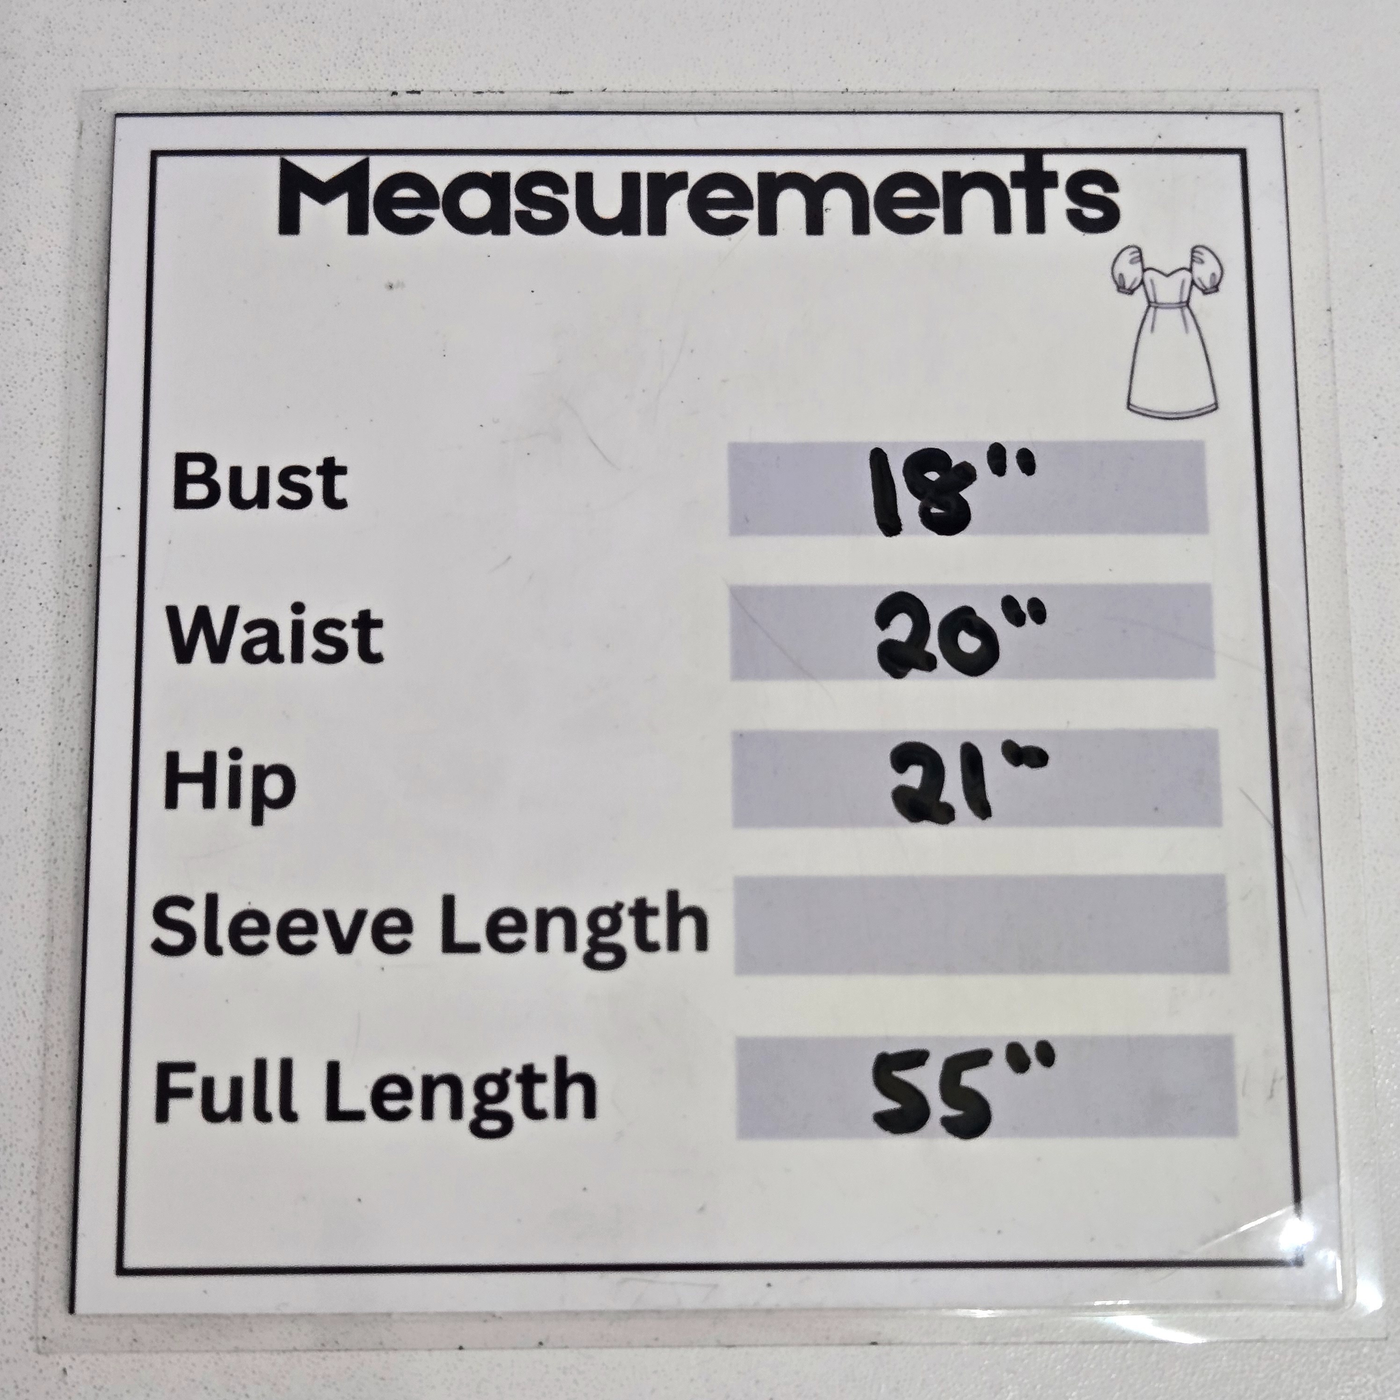 Measurements
Bust 18"
Waist 20"
Hip 21"
Sleeve Length
Full Length 55"